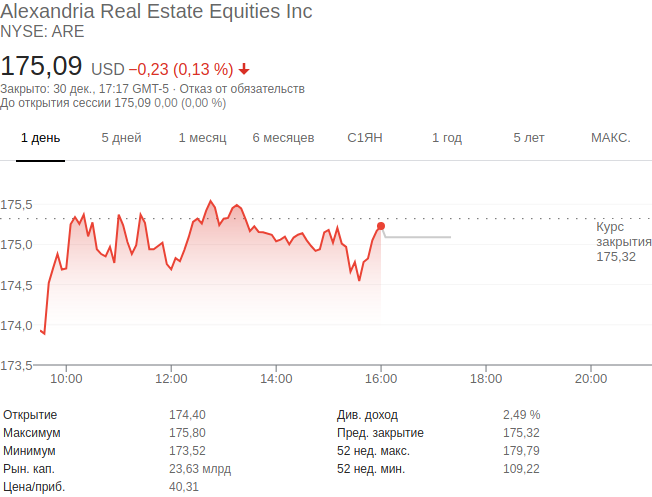 Alexandria Real Estate Equities Inc
NYSE: ARE
175,09 USD −0,23 (0,13 %)
Закрыто: 30 дек., 17:17 GMT-5 · Отказ от обязательств
До открытия сессии 175,09 0,00 (0,00 %)
1 день 5 дней 1 месяц 6 месяцев С1ЯН 1 год 5 лет МАКС.
175,5
175,0
174,5
174,0
173,5
Курс
закрытия
175,32
10:00 12:00 14:00 16:00 18:00 20:00
Открытие 174,40 Див. доход 2,49 %
Максимум 175,80 Пред. закрытие 175,32
Минимум 173,52 52 нед. макс. 179,79
Рын. кап. 23,63 млрд 52 нед. мин. 109,22
Цена/приб. 40,31